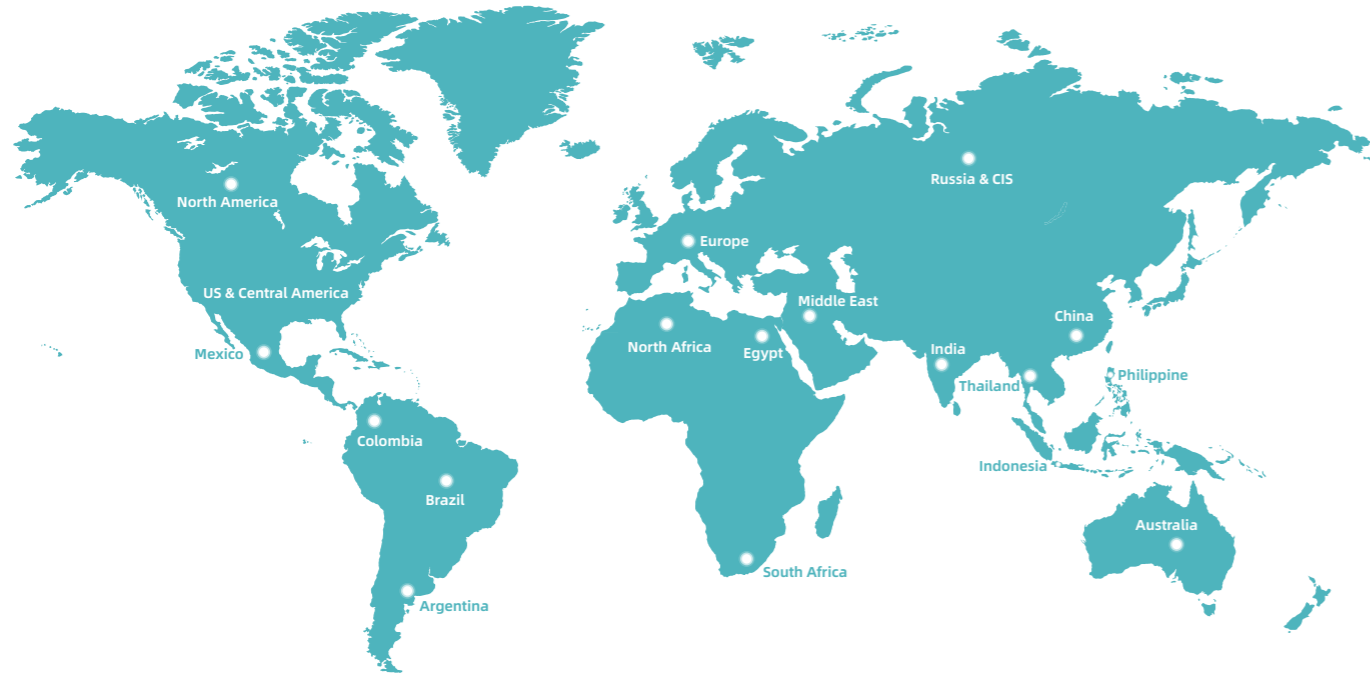 Russia & CIS
North America
Europe
US & Central America
Middle East
China
North Africa
Egypt
India
Mexico
Thailand
Philippine
Colombia
Indonesia
Brazil
Australia
South Africa
Argentina